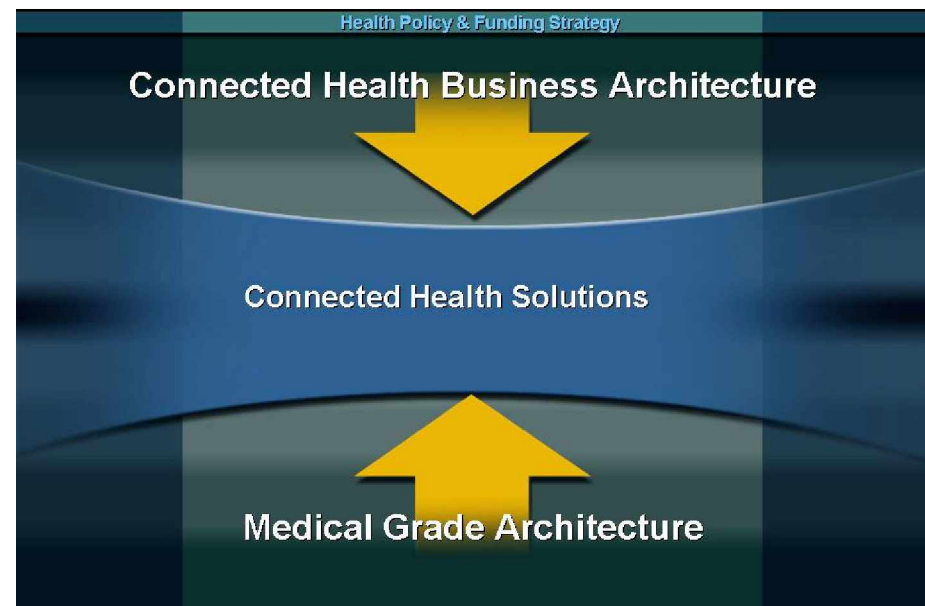 Health Policy & Funding Strategy
Connected Health Business Architecture
Connected Health Solutions
Medical Grade Architecture